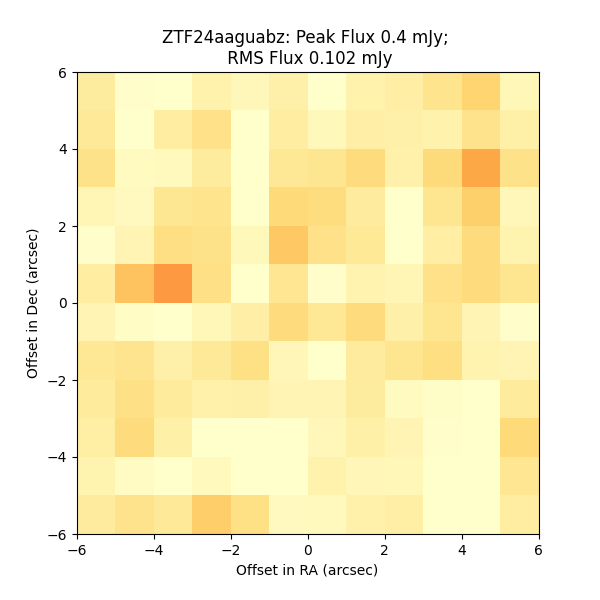 ZTF24aaguabz: Peak Flux 0.4 mJy;
RMS Flux 0.102 mJy
6
4
2
0
−2
−4
−6
Offset in Dec (arcsec)
−6 −4 −2 0 2 4 6
Offset in RA (arcsec)